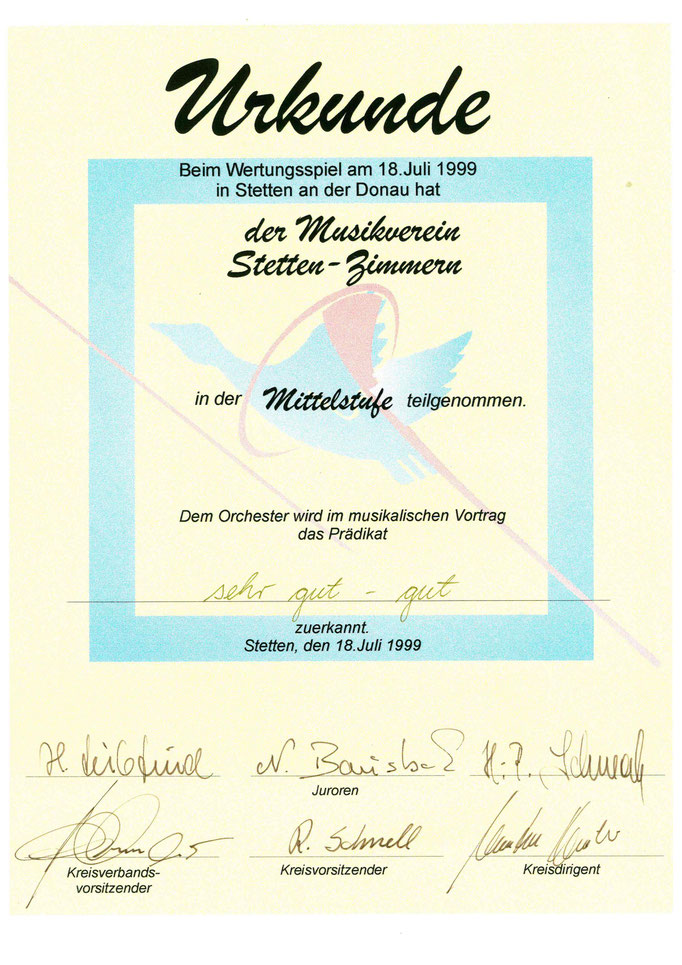 Urkunde
Beim Wertungsspiel am 18.Juli 1999
in Stetten an der Donau hat
der Musikverein
Stetten-Zimmern
in der Mittelstufe teilgenommen.
Dem Orchester wird im musikalischen Vortrag
das Prädikat
sehr gut - gut
zuerkannt.
Stetten, den 18.Juli 1999
H. N. H.-P.
Juroren
R. Schnell
Kreisverbands-
vorsitzender
Kreisvorsitzender
Kreisdirigent